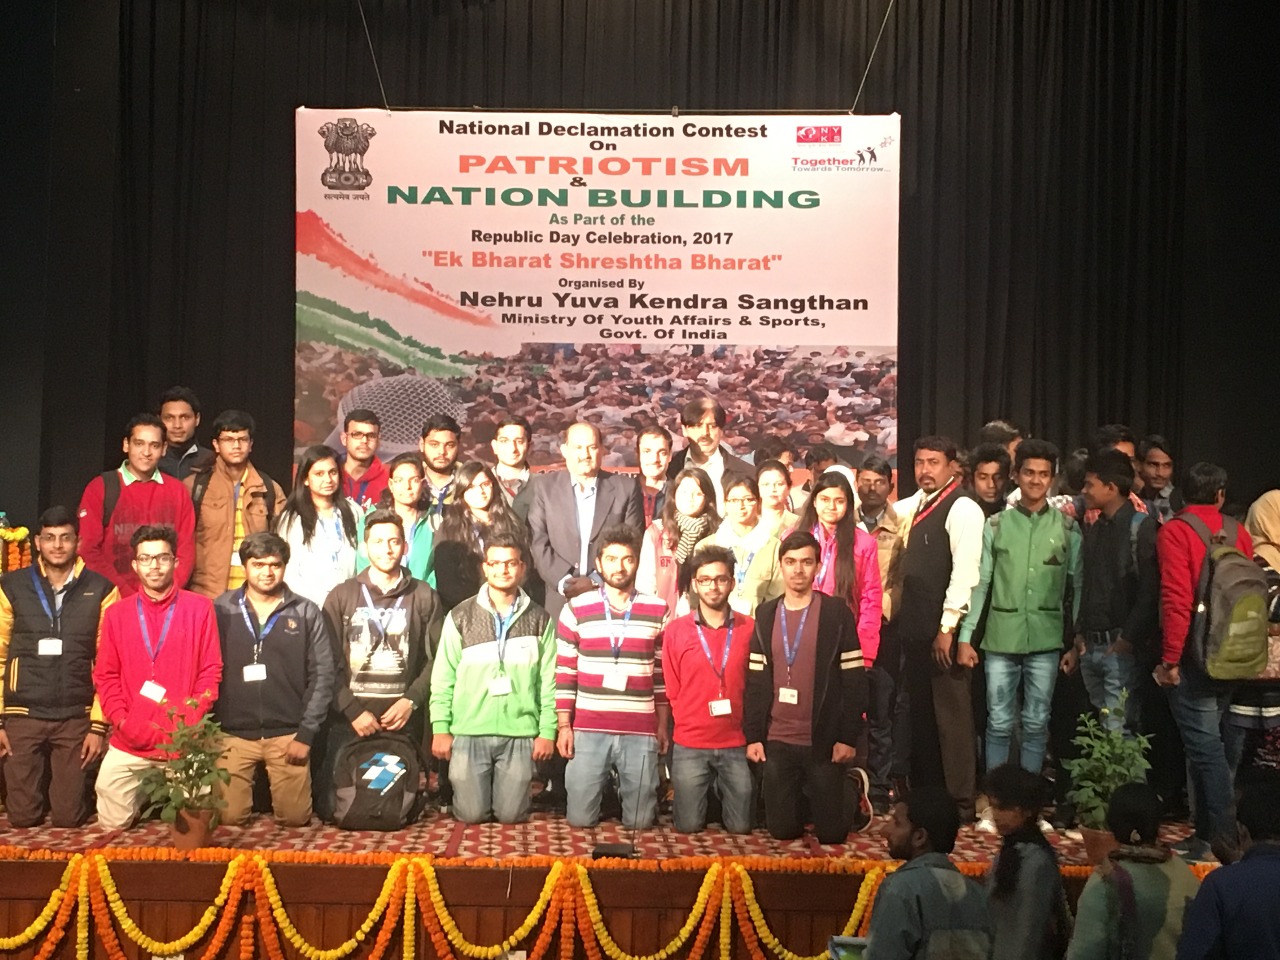 National Declamation Contest
On
PATRIOTISM
&
NATION BUILDING
As Part of the
Republic Day Celebration, 2017
"Ek Bharat Shreshtha Bharat"
Organised By
Nehru Yuva Kendra Sangthan
Ministry Of Youth Affairs & Sports,
Govt. Of India
सत्यमेव जयते
NYKS
Together
Towards Tomorrow...